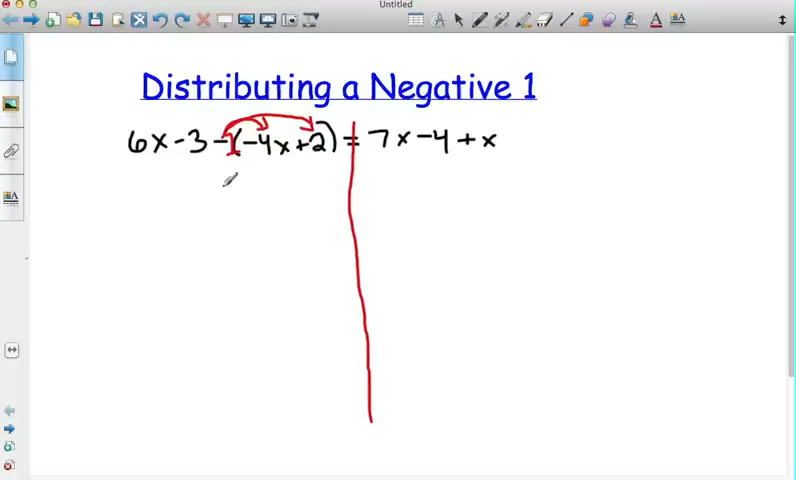 Untitled
Distributing a Negative 1
6x - 3 - 1(-4x + 2) = 7x - 4 + x